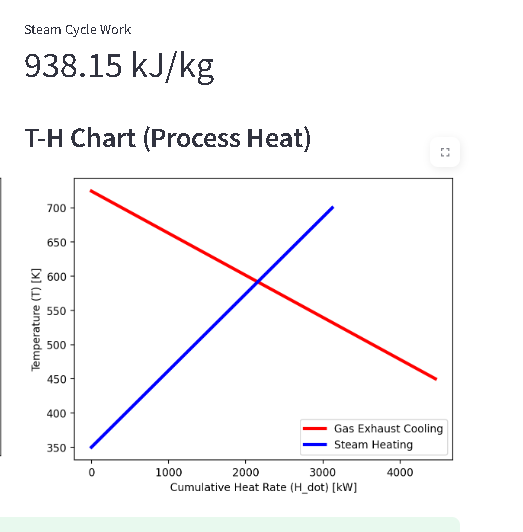 Steam Cycle Work
938.15 kJ/kg
T-H Chart (Process Heat)
700
650
600
550
500
450
400
350
Temperature (T) [K]
Gas Exhaust Cooling
Steam Heating
0 1000 2000 3000 4000
Cumulative Heat Rate (H_dot) [kW]